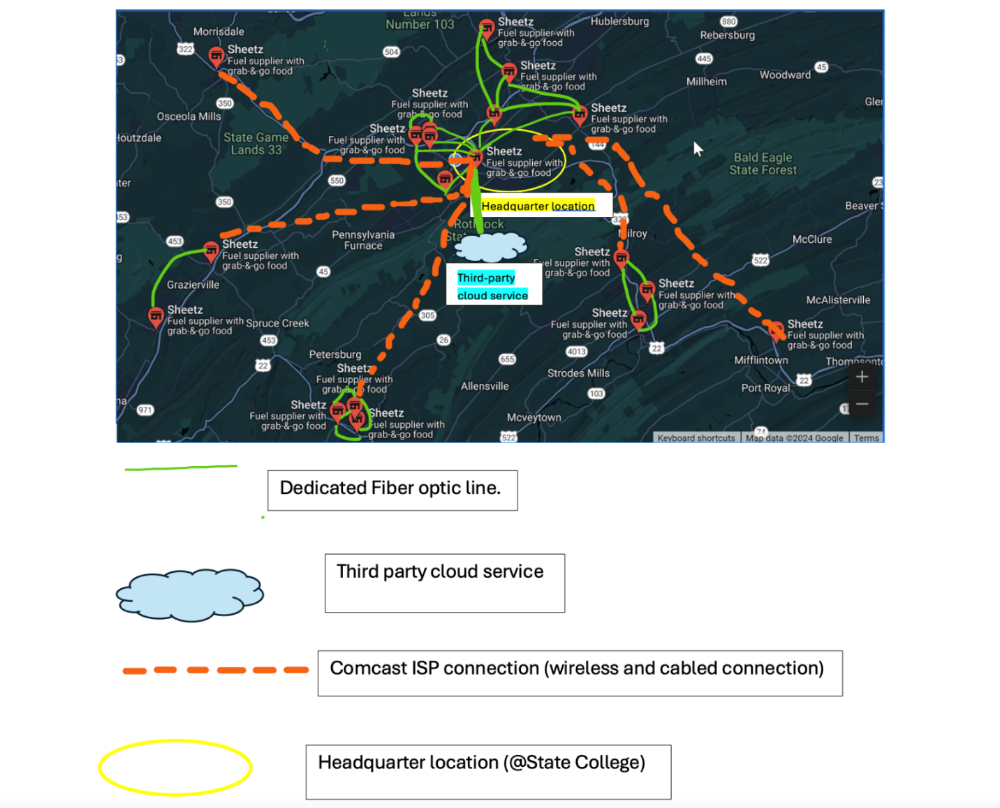 Lands
Number 103
Hublersburg
880
Rebersburg
Morrisdale
322
Sheetz
Fuel supplier with
grab-&-go food
504
Sheetz
Fuel supplier with
grab-&-go food
445
Woodward
45
Millheim
Sheetz
Fuel supplier with
grab-&-go food
350
Osceola Mills
Sheetz
Fuel supplier with
grab-&-go food
Sheetz
Fuel supplier with
grab-&-go food
State Game
Lands 33
Sheetz
Fuel supplier with
grab-&-go food
144
Sheetz
Fuel supplier with
grab-&-go food
Bald Eagle
State Forest
550
350
Headquarter location
322
Milroy
Pennsylvania
Furnace
453
Sheetz
Fuel supplier with
grab-&-go food
McClure
522
Sheetz
Fuel supplier with
grab-&-go food
45
Third-party
cloud service
Grazierville
Sheetz
Fuel supplier with
grab-&-go food
McAlisterville
Sheetz
Fuel supplier with
grab-&-go food
Spruce Creek
305
Sheetz
Fuel supplier with
grab-&-go food
Sheetz
Fuel supplier with
grab-&-go food
453
26
22
4013
22
Petersburg
655
Mifflintown
Strodes Mills
Sheetz
Fuel supplier with
grab-&-go food
Allensville
22
Port Royal
103
971
Sheetz
Fuel supplier with
grab-&-go food
Sheetz
Fuel supplier with
grab-&-go food
Mcveytown
522
74
Keyboard shortcuts
Map data ©2024 Google
Terms
Dedicated Fiber optic line.
Third party cloud service
Comcast ISP connection (wireless and cabled connection)
Headquarter location (@State College)